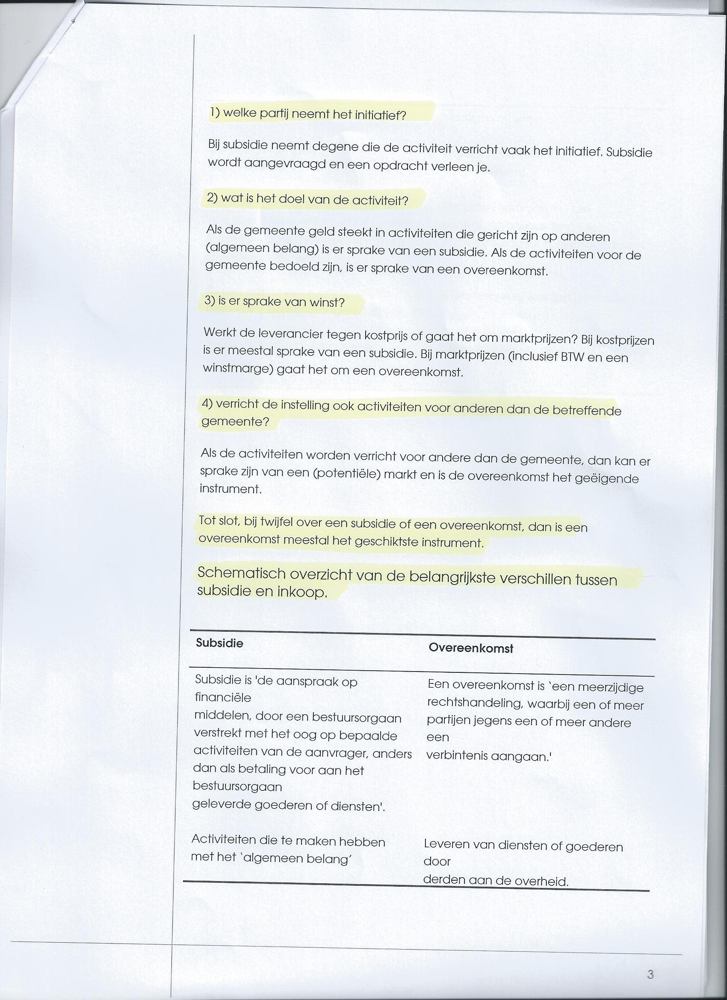 1) welke partij neemt het initiatief?
Bij subsidie neemt degene die de activiteit verricht vaak het initiatief. Subsidie
wordt aangevraagd en een opdracht verleen je.
2) wat is het doel van de activiteit?
Als de gemeente geld steekt in activiteiten die gericht zijn op anderen
(algemeen belang) is er sprake van een subsidie. Als de activiteiten voor de
gemeente bedoeld zijn, is er sprake van een overeenkomst.
3) is er sprake van winst?
Werkt de leverancier tegen kostprijs of gaat het om marktprijzen? Bij kostprijzen
is er meestal sprake van een subsidie. Bij marktprijzen (inclusief BTW en een
winstmarge) gaat het om een overeenkomst.
4) verricht de instelling ook activiteiten voor anderen dan de betreffende
gemeente?
Als de activiteiten worden verricht voor andere dan de gemeente, dan kan er
sprake zijn van een (potentiële) markt en is de overeenkomst het geëigende
instrument.
Tot slot, bij twijfel over een subsidie of een overeenkomst, dan is een
overeenkomst meestal het geschiktste instrument.
Schematisch overzicht van de belangrijkste verschillen tussen
subsidie en inkoop.
Subsidie
Overeenkomst
Subsidie is 'de aanspraak op
financiële
middelen, door een bestuursorgaan
verstrekt met het oog op bepaalde
activiteiten van de aanvrager, anders
dan als betaling voor aan het
bestuursorgaan
geleverde goederen of diensten'.
Een overeenkomst is `een meerzijdige
rechtshandeling, waarbij een of meer
partijen jegens een of meer andere
een
verbintenis aangaan.'
Activiteiten die te maken hebben
met het `algemeen belang’
Leveren van diensten of goederen
door
derden aan de overheid.
3